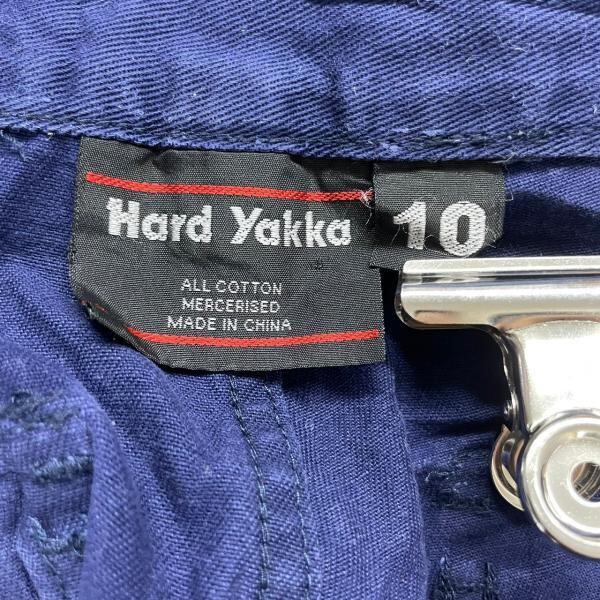 Hard Yakka
10
ALL COTTON
MERCERISED
MADE IN CHINA